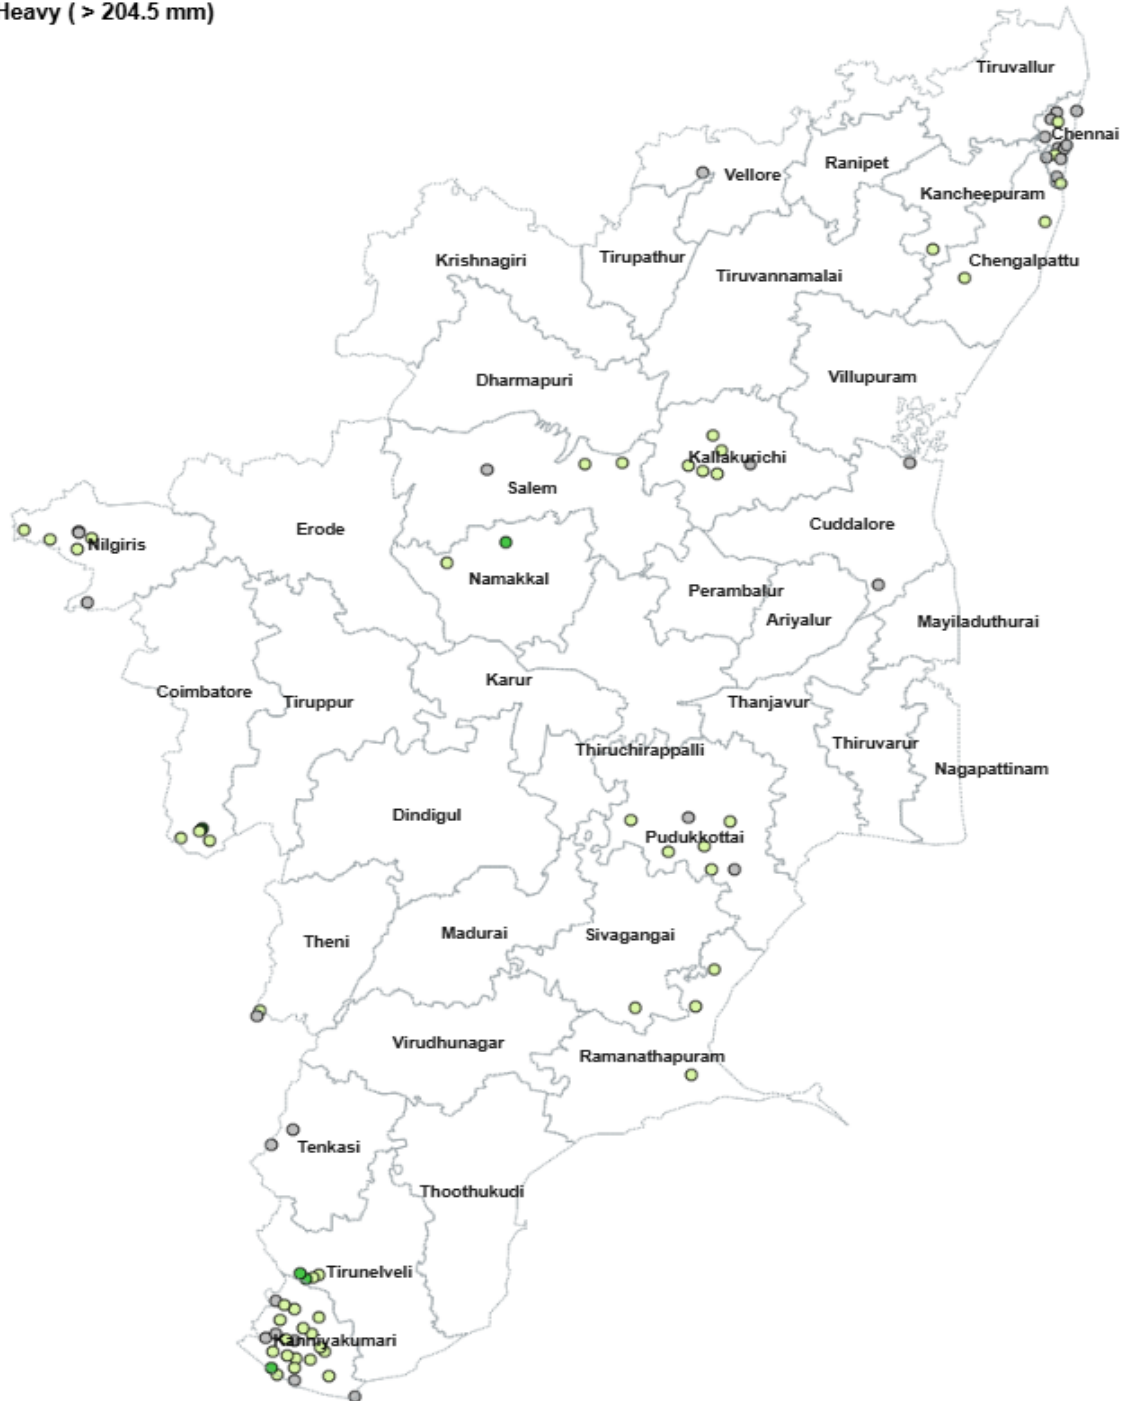 Heavy ( > 204.5 mm)
Tiruvallur
Chennai
Ranipet
Vellore
Kancheepuram
Tirupathur
Krishnagiri
Chengalpattu
Tiruvannamalai
Villupuram
Dharmapuri
Kallakurichi
Salem
Cuddalore
Erode
Nilgiris
Namakkal
Perambalur
Ariyalur
Mayiladuthurai
Karur
Coimbatore
Tiruppur
Thanjavur
Thiruvarur
Thiruchirappalli
Nagapattinam
Dindigul
Pudukkottai
Madurai
Sivagangai
Theni
Virudhunagar
Ramanathapuram
Tenkasi
Thoothukudi
Tirunelveli
Kanniyakumari